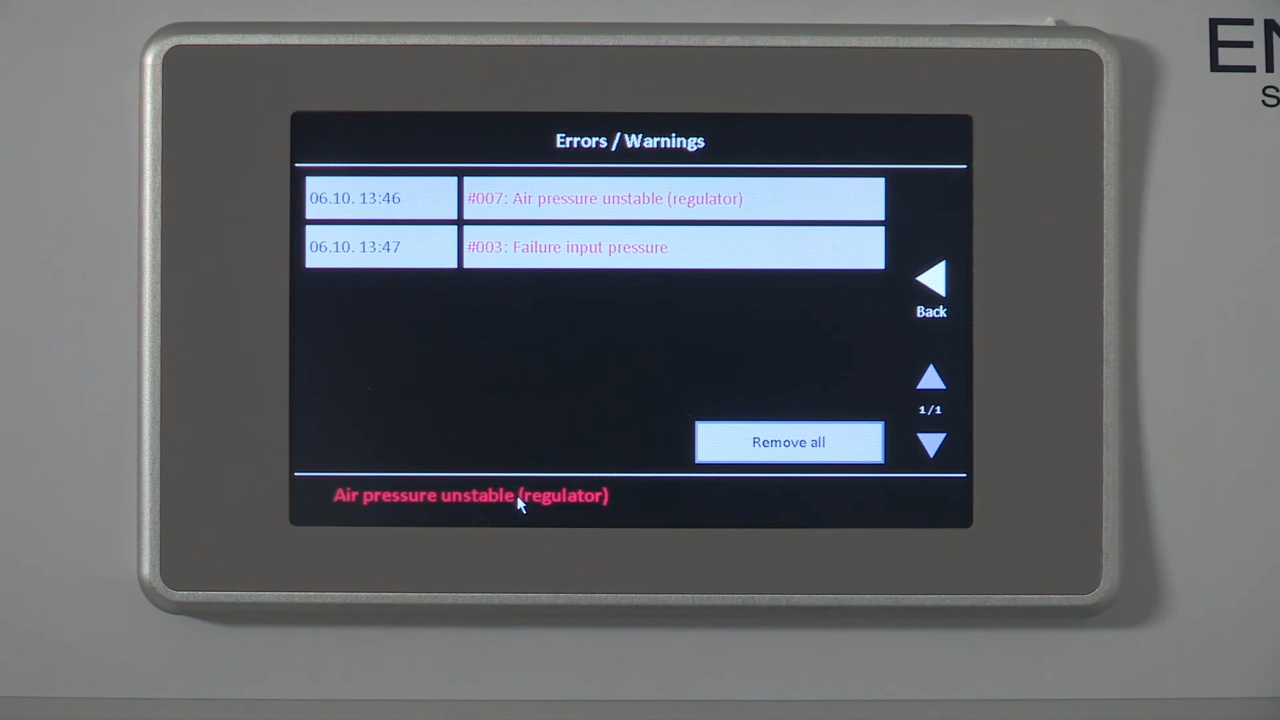 Errors / Warnings
06.10. 13:46 #007: Air pressure unstable (regulator)
06.10. 13:47 #003: Failure input pressure
Back
1/1
Remove all
Air pressure unstable (regulator)